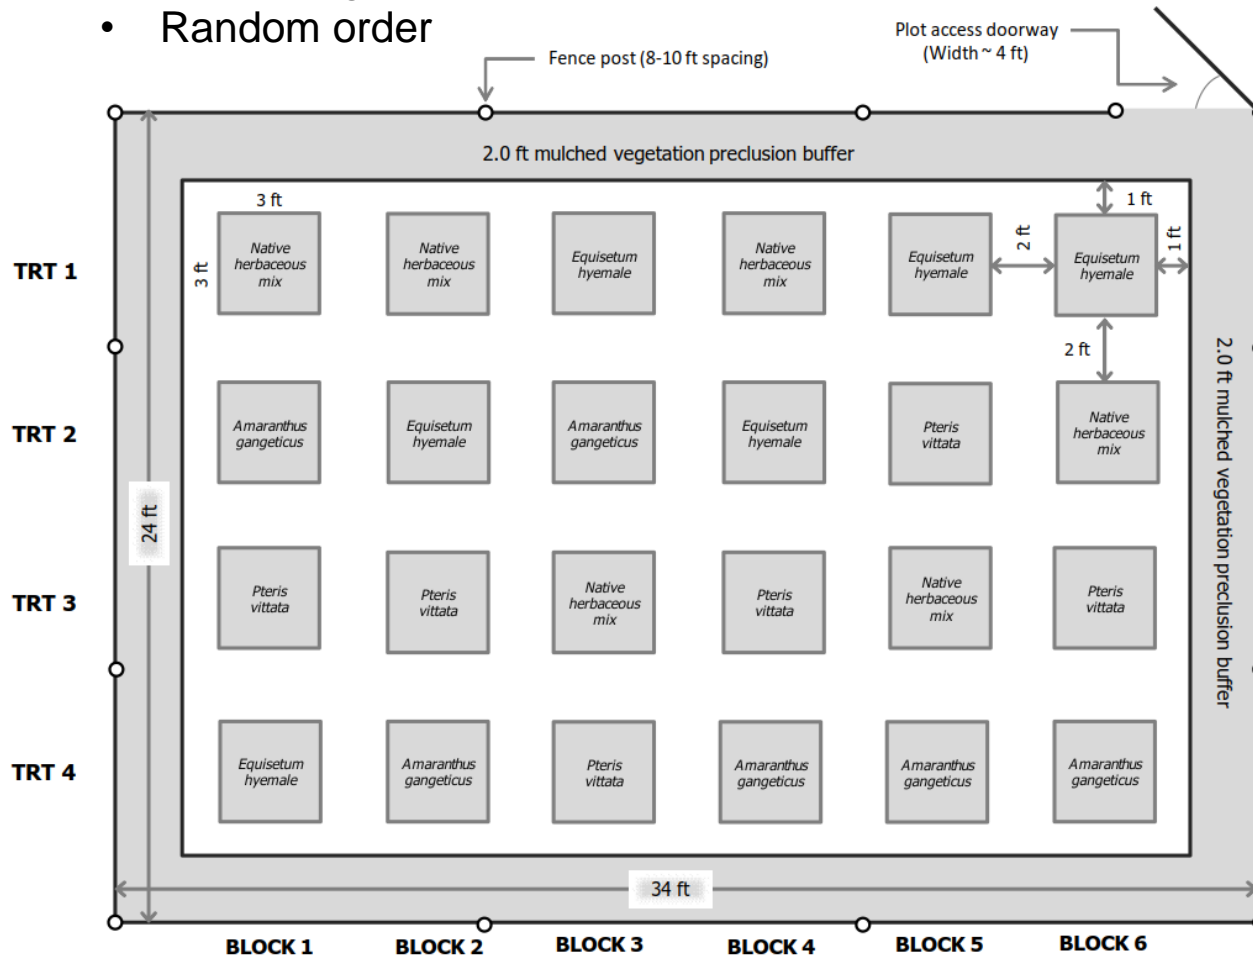 • Random order
Plot access doorway
(Width ~ 4 ft)
Fence post (8-10 ft spacing)
2.0 ft mulched vegetation preclusion buffer
3 ft
1 ft
TRT 1
3 ft
Native
herbaceous
mix
Native
herbaceous
mix
Equisetum
hyemale
Native
herbaceous
mix
Equisetum
hyemale
2 ft
Equisetum
hyemale
1 ft
2 ft
2.0 ft mulched vegetation preclusion buffer
TRT 2
Amaranthus
gangeticus
Equisetum
hyemale
Amaranthus
gangeticus
Equisetum
hyemale
Pteris
vittata
Native
herbaceous
mix
24 ft
TRT 3
Pteris
vittata
Pteris
vittata
Native
herbaceous
mix
Pteris
vittata
Native
herbaceous
mix
Pteris
vittata
TRT 4
Equisetum
hyemale
Amaranthus
gangeticus
Pteris
vittata
Amaranthus
gangeticus
Amaranthus
gangeticus
Amaranthus
gangeticus
34 ft
BLOCK 1 BLOCK 2 BLOCK 3 BLOCK 4 BLOCK 5 BLOCK 6